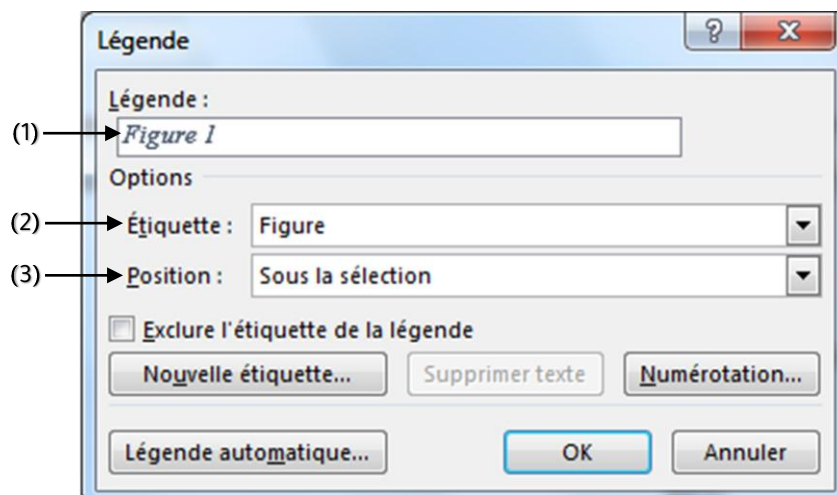 Légende
Légende :
(1) Figure 1
Options
(2) Étiquette : Figure
(3) Position : Sous la sélection
Exclure l'étiquette de la légende
Nouvelle étiquette... Supprimer texte Numérotation...
Légende automatique... OK Annuler